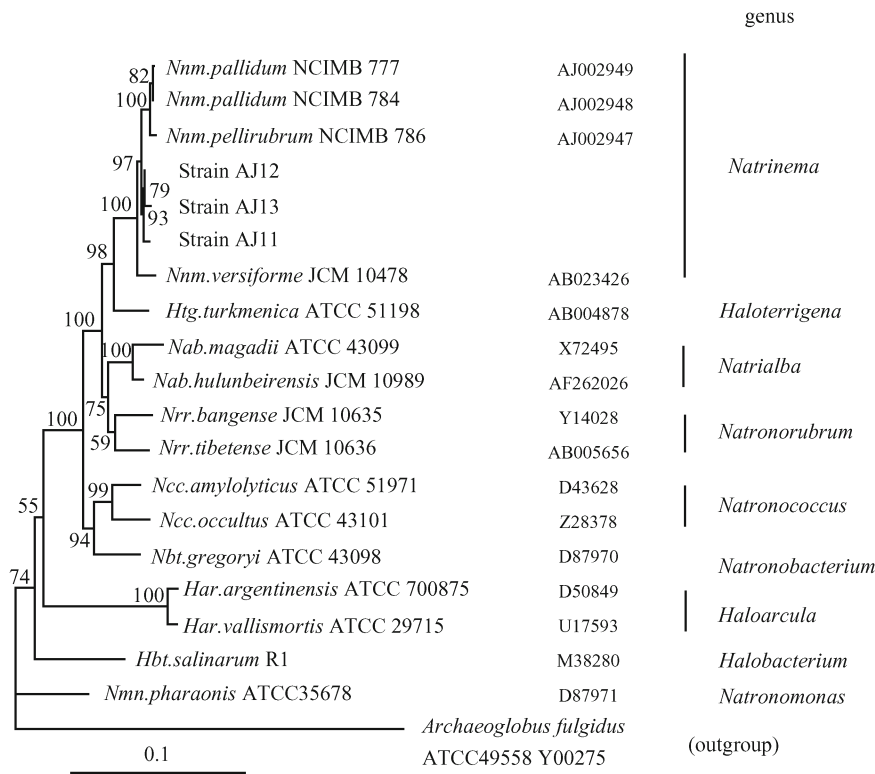 genus
82 Nnm.pallidum NCIMB 777 AJ002949
100 Nnm.pallidum NCIMB 784 AJ002948
Nnm.pellirubrum NCIMB 786 AJ002947
97 Strain AJ12 Natrinema
79
100 Strain AJ13
93
Strain AJ11
98
Nnm.versiforme JCM 10478 AB023426
Htg.turkmenica ATCC 51198 AB004878 Haloterrigena
100
100 Nab.magadii ATCC 43099 X72495
Natrialba
Nab.hulunbeirensis JCM 10989 AF262026
75
100 Nrr.bangense JCM 10635 Y14028
Natronorubrum
59 Nrr.tibetense JCM 10636 AB005656
99 Ncc.amylolyticus ATCC 51971 D43628
Natronococcus
55 Ncc.occultus ATCC 43101 Z28378
94
Nbt.gregoryi ATCC 43098 D87970 Natronobacterium
74
100 Har.argentinensis ATCC 700875 D50849
Haloarcula
Har.vallismortis ATCC 29715 U17593
Hbt.salinarum R1 M38280 Halobacterium
Nmn.pharaonis ATCC35678 D87971 Natronomonas
Archaeoglobus fulgidus
(outgroup)
0.1 ATCC49558 Y00275